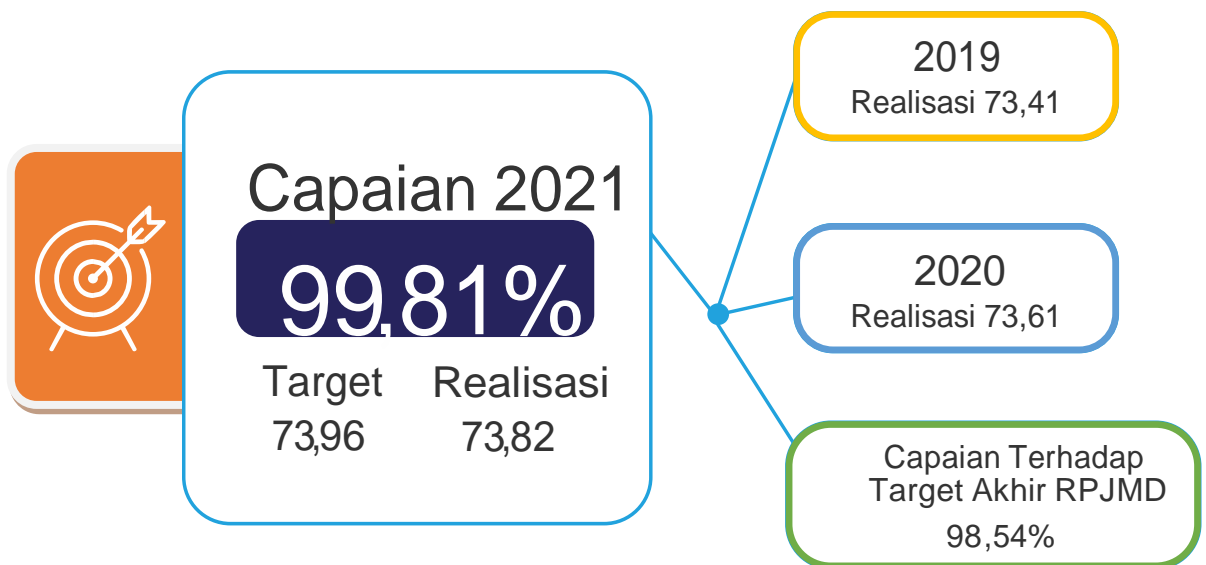 Capaian 2021
99,81%
Target
73,96
Realisasi
73,82
2019
Realisasi 73,41
2020
Realisasi 73,61
Capaian Terhadap
Target Akhir RPJMD
98,54%